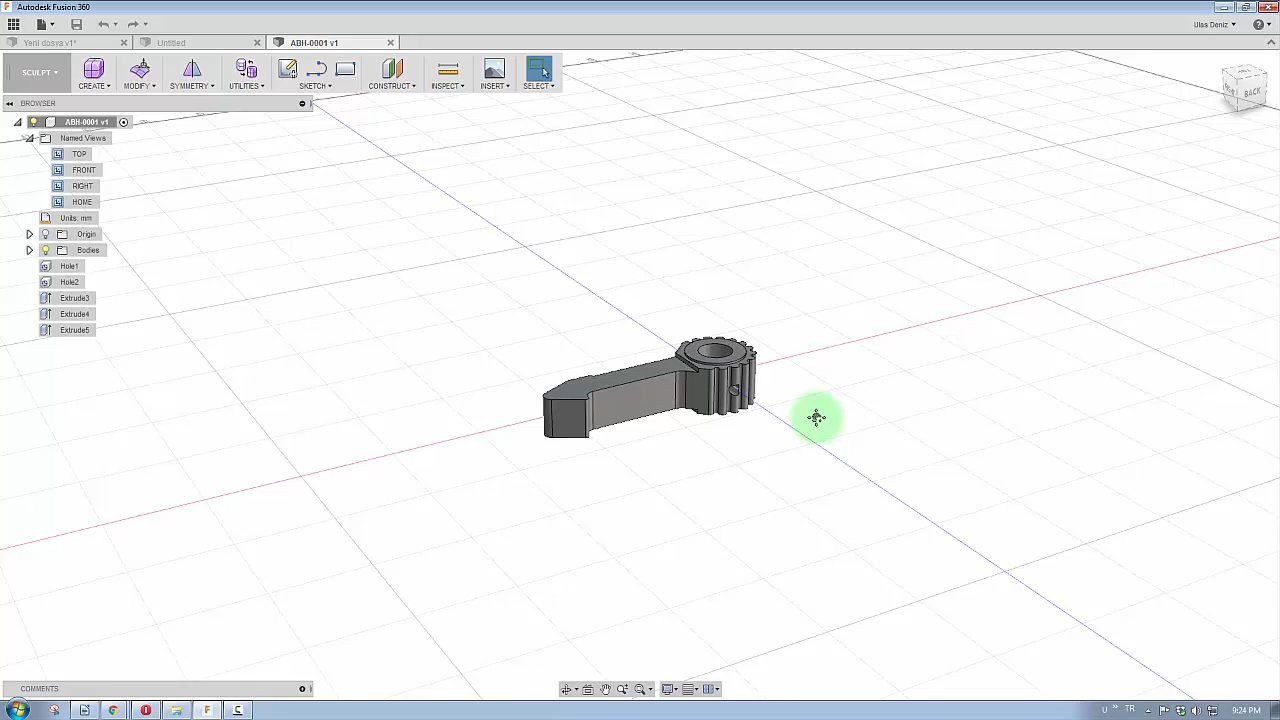 Autodesk Fusion 360
Ulas Deniz
Yeni dosya v1*
Untitled
ABH-0001 v1
SCULPT
CREATE
MODIFY
SYMMETRY
UTILITIES
SKETCH
CONSTRUCT
INSPECT
INSERT
SELECT
BROWSER
BACK
ABH-0001 v1
Named Views
TOP
FRONT
RIGHT
HOME
Units: mm
Origin
Bodies
Hole1
Hole2
Extrude3
Extrude4
Extrude5
COMMENTS
U
TR
9:24 PM